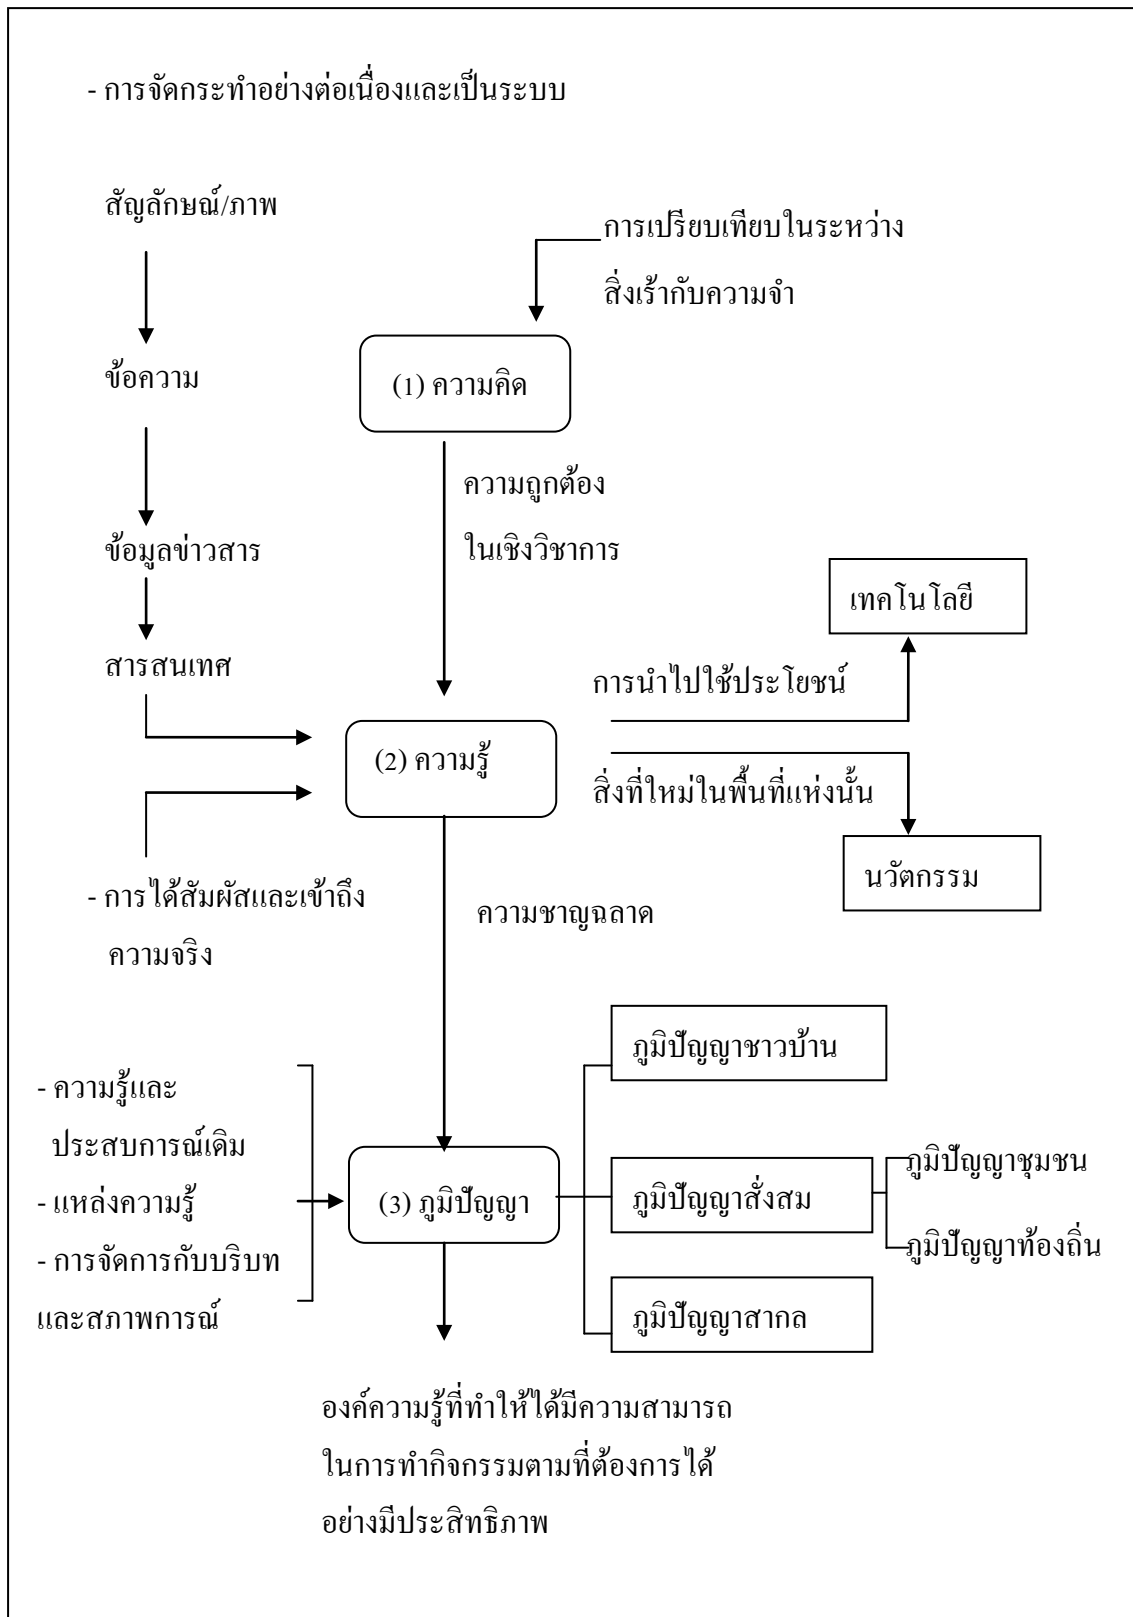 - การจัดกระทำอย่างต่อเนื่องและเป็นระบบ
สัญลักษณ์/ภาพ
การเปรียบเทียบในระหว่าง
สิ่งเร้ากับความจำ
ข้อความ
(1) ความคิด
ความถูกต้อง
ในเชิงวิชาการ
ข้อมูลข่าวสาร
เทคโนโลยี
สารสนเทศ
การนำไปใช้ประโยชน์
(2) ความรู้
สิ่งที่ใหม่ในพื้นที่แห่งนั้น
นวัตกรรม
- การได้สัมผัสและเข้าถึง
ความจริง
ความชาญฉลาด
ภูมิปัญญาชาวบ้าน
- ความรู้และ
ประสบการณ์เดิม
- แหล่งความรู้
- การจัดการกับบริบท
และสภาพการณ์
(3) ภูมิปัญญา
ภูมิปัญญาสั่งสม
ภูมิปัญญาชุมชน
ภูมิปัญญาท้องถิ่น
ภูมิปัญญาสากล
องค์ความรู้ที่ทำให้ได้มีความสามารถ
ในการทำกิจกรรมตามที่ต้องการได้
อย่างมีประสิทธิภาพ